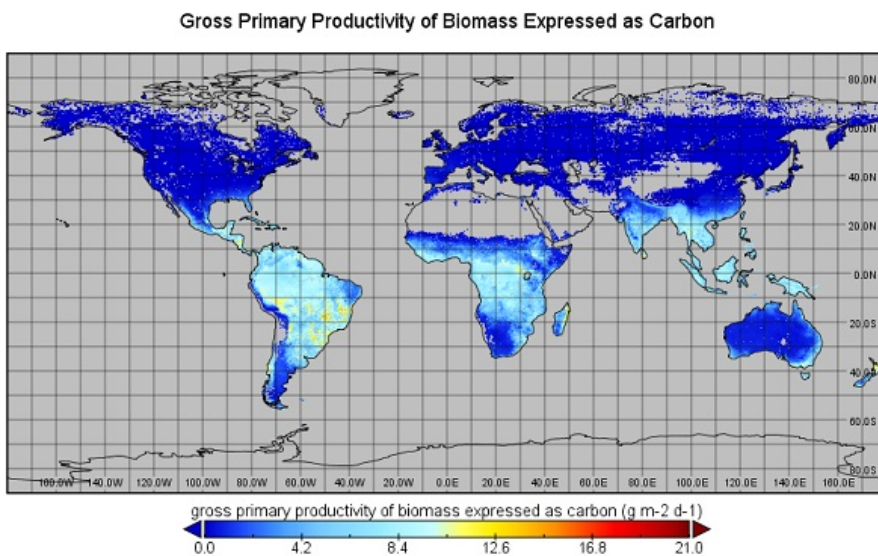 Gross Primary Productivity of Biomass Expressed as Carbon
80.0N
60.0N
40.0N
20.0N
0.0N
20.0S
40.0S
60.0S
80.0S
160.0W 140.0W 120.0W 100.0W 80.0W 60.0W 40.0W 20.0W 0.0E 20.0E 40.0E 60.0E 80.0E 100.0E 120.0E 140.0E 160.0E
gross primary productivity of biomass expressed as carbon (g m-2 d-1)
0.0 4.2 8.4 12.6 16.8 21.0